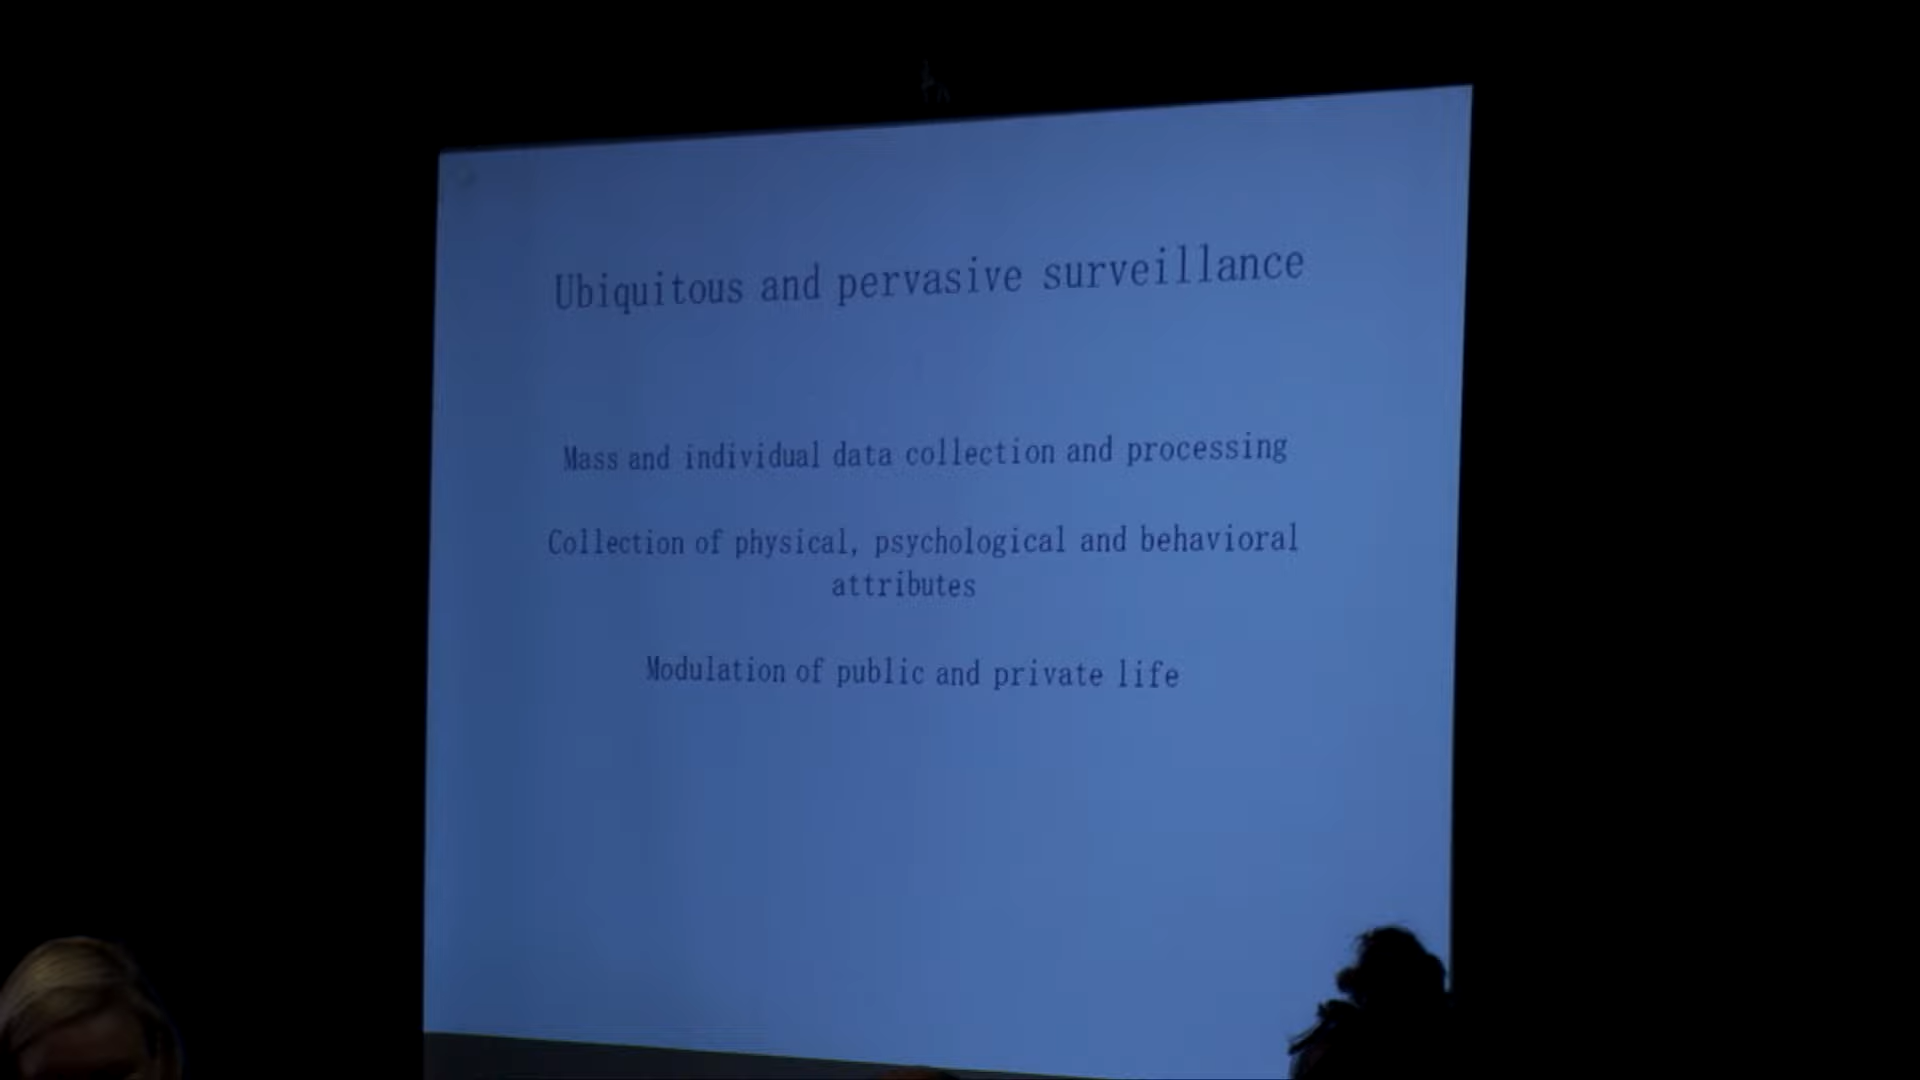 Ubiquitous and pervasive surveillance
Mass and individual data collection and processing
Collection of physical, psychological and behavioral
attributes
Modulation of public and private life